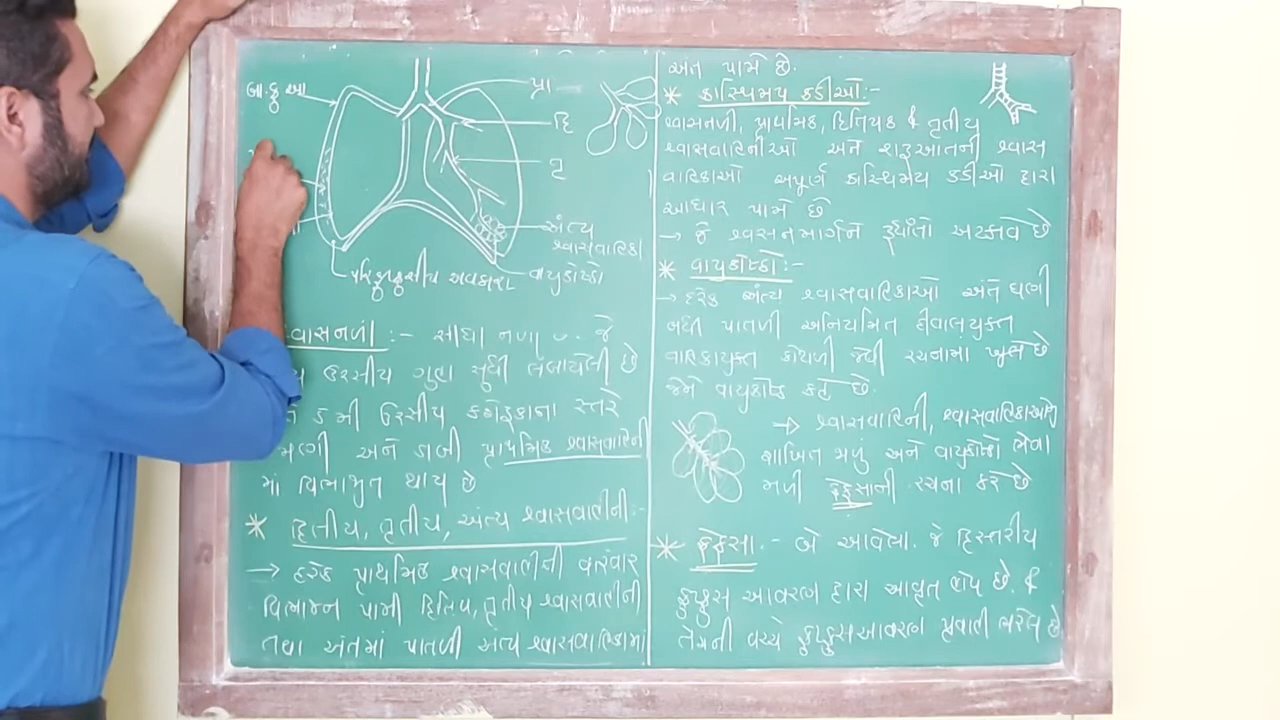 બા.ફુ આ
પ્રા
દ્વિ
તૃ
અંત્ય
શ્વાસવાહિકા
પરિફુફ્ફુસીય અવકાશ
વાયુકોષ્ઠો
શ્વાસનળી :- સીધી નળી જે
ઉરસીય ગુહા સુધી લંબાયેલી છે
5 મી ઉરસીય કશેરૂકાના સ્તરે
જમણી અને ડાબી પ્રાથમિક શ્વાસવાહિની
માં વિભાજીત થાય છે
* દ્વિતીય, તૃતીય, અંત્ય શ્વાસવાહીની:-
→ દરેક પ્રાથમિક શ્વાસવાહીની વારંવાર
વિભાજન પામી દ્વિતિય, તૃતીય શ્વાસવાહીની
તથા અંતમાં પાતળી અંત્ય શ્વાસવાહિકામાં
અંત પામે છે.
* કાસ્થિમય કડીઓ:-
શ્વાસનળી, પ્રાથમિક, દ્વિતિયક & તૃતીય
શ્વાસવાહિનીઓ અને શરૂઆતની શ્વાસ
વાહિકાઓ અપૂર્ણ કાસ્થિમય કડીઓ દ્વારા
આધાર પામે છે
→ જે શ્વસનમાર્ગને રૂંધાતો અટકાવે છે
* વાયુકોષ્ઠો:-
→ દરેક અંત્ય શ્વાસવાહિકાઓ અંતે ઘણી
બધી પાતળી અનિયમિત દીવાલયુક્ત
વાહિકાયુક્ત કોથળી જેવી રચનામાં ખૂલે છે
જેને વાયુકોષ્ઠ કહે છે.
→ શ્વાસવાહિની, શ્વાસવાહિકાઓનું
શાખિત જાળું અને વાયુકોષ્ઠો ભેગા
મળી ફેફસાંની રચના કરે છે
* ફેફસા :- બે આવેલા. જે દ્વિસ્તરીય
ફુફ્ફુસ આવરણ દ્વારા આવૃત હોય છે. &
તેમની વચ્ચે ફુફ્ફુસ આવરણ પ્રવાહી ભરેલ છે.